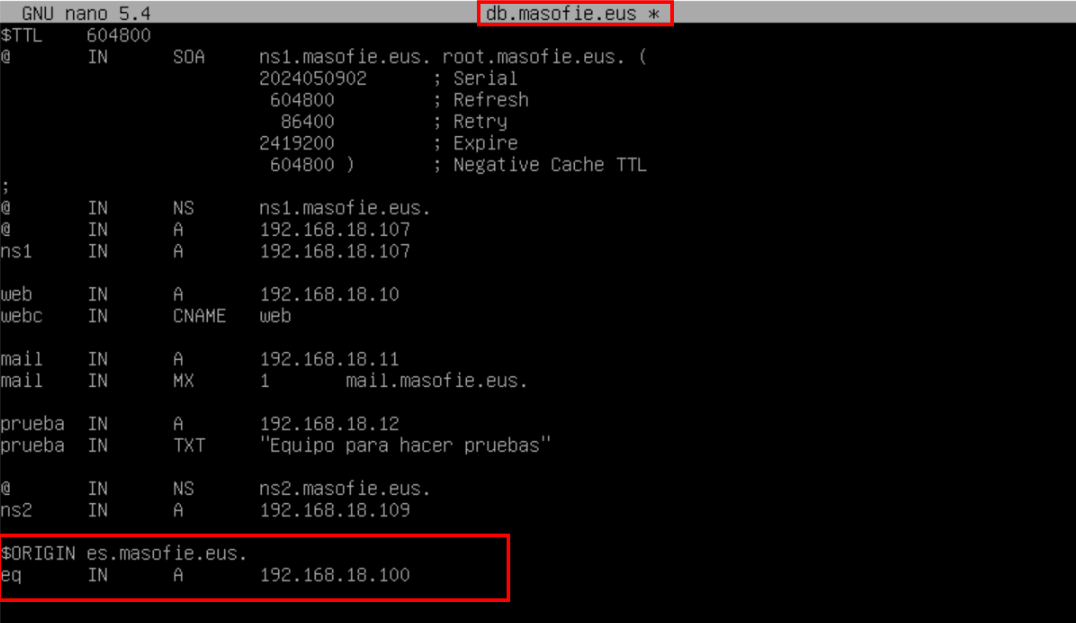 GNU nano 5.4 db.masofie.eus *
$TTL 604800
@ IN SOA ns1.masofie.eus. root.masofie.eus. (
2024050902 ; Serial
604800 ; Refresh
86400 ; Retry
2419200 ; Expire
604800 ) ; Negative Cache TTL
;
@ IN NS ns1.masofie.eus.
@ IN A 192.168.18.107
ns1 IN A 192.168.18.107
web IN A 192.168.18.10
webc IN CNAME web
mail IN A 192.168.18.11
mail IN MX 1 mail.masofie.eus.
prueba IN A 192.168.18.12
prueba IN TXT "Equipo para hacer pruebas"
@ IN NS ns2.masofie.eus.
ns2 IN A 192.168.18.109
$ORIGIN es.masofie.eus.
eq IN A 192.168.18.100